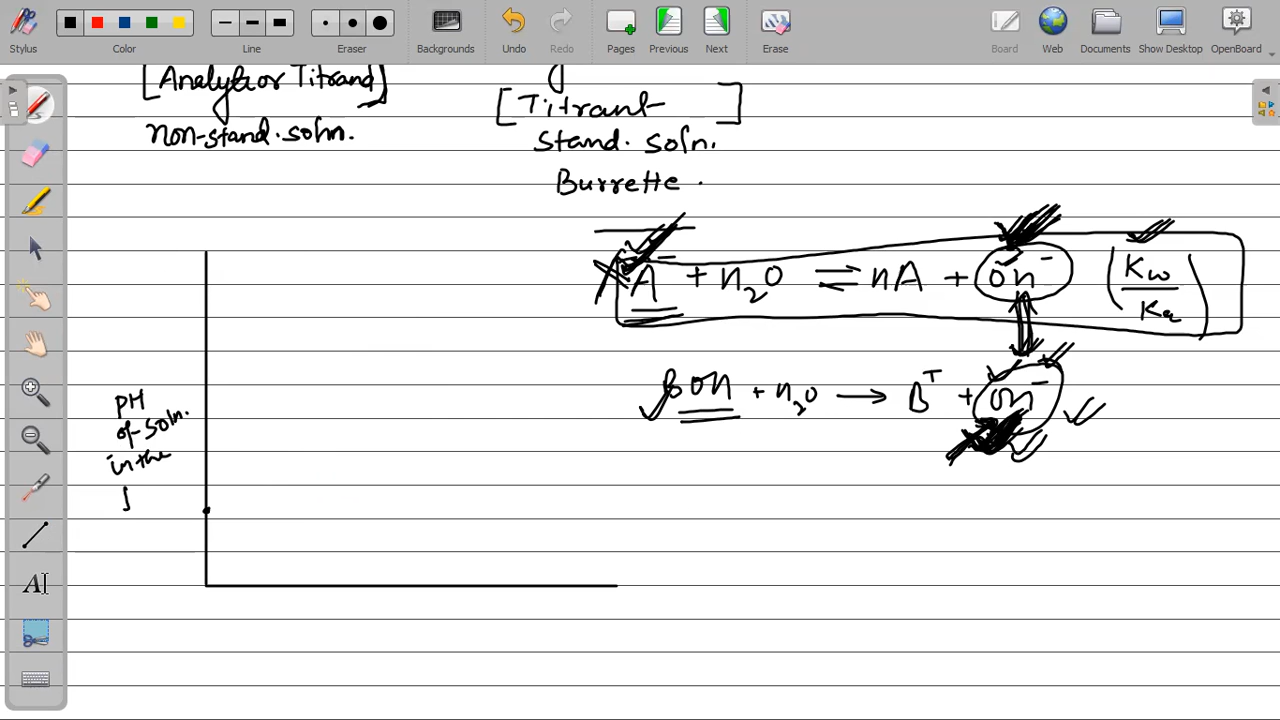 Stylus Color Line Eraser Backgrounds Undo Redo Pages Previous Next Erase Board Web Documents Show Desktop OpenBoard
[Analyte or Titrand]
non-stand. soln.
[Titrant
stand. soln.]
Burrette.
A⁻ + H₂O ⇌ HA + OH⁻ (Kw/Ka)
BOH + H₂O → B⁺ + OH⁻
PH
of soln.
in the